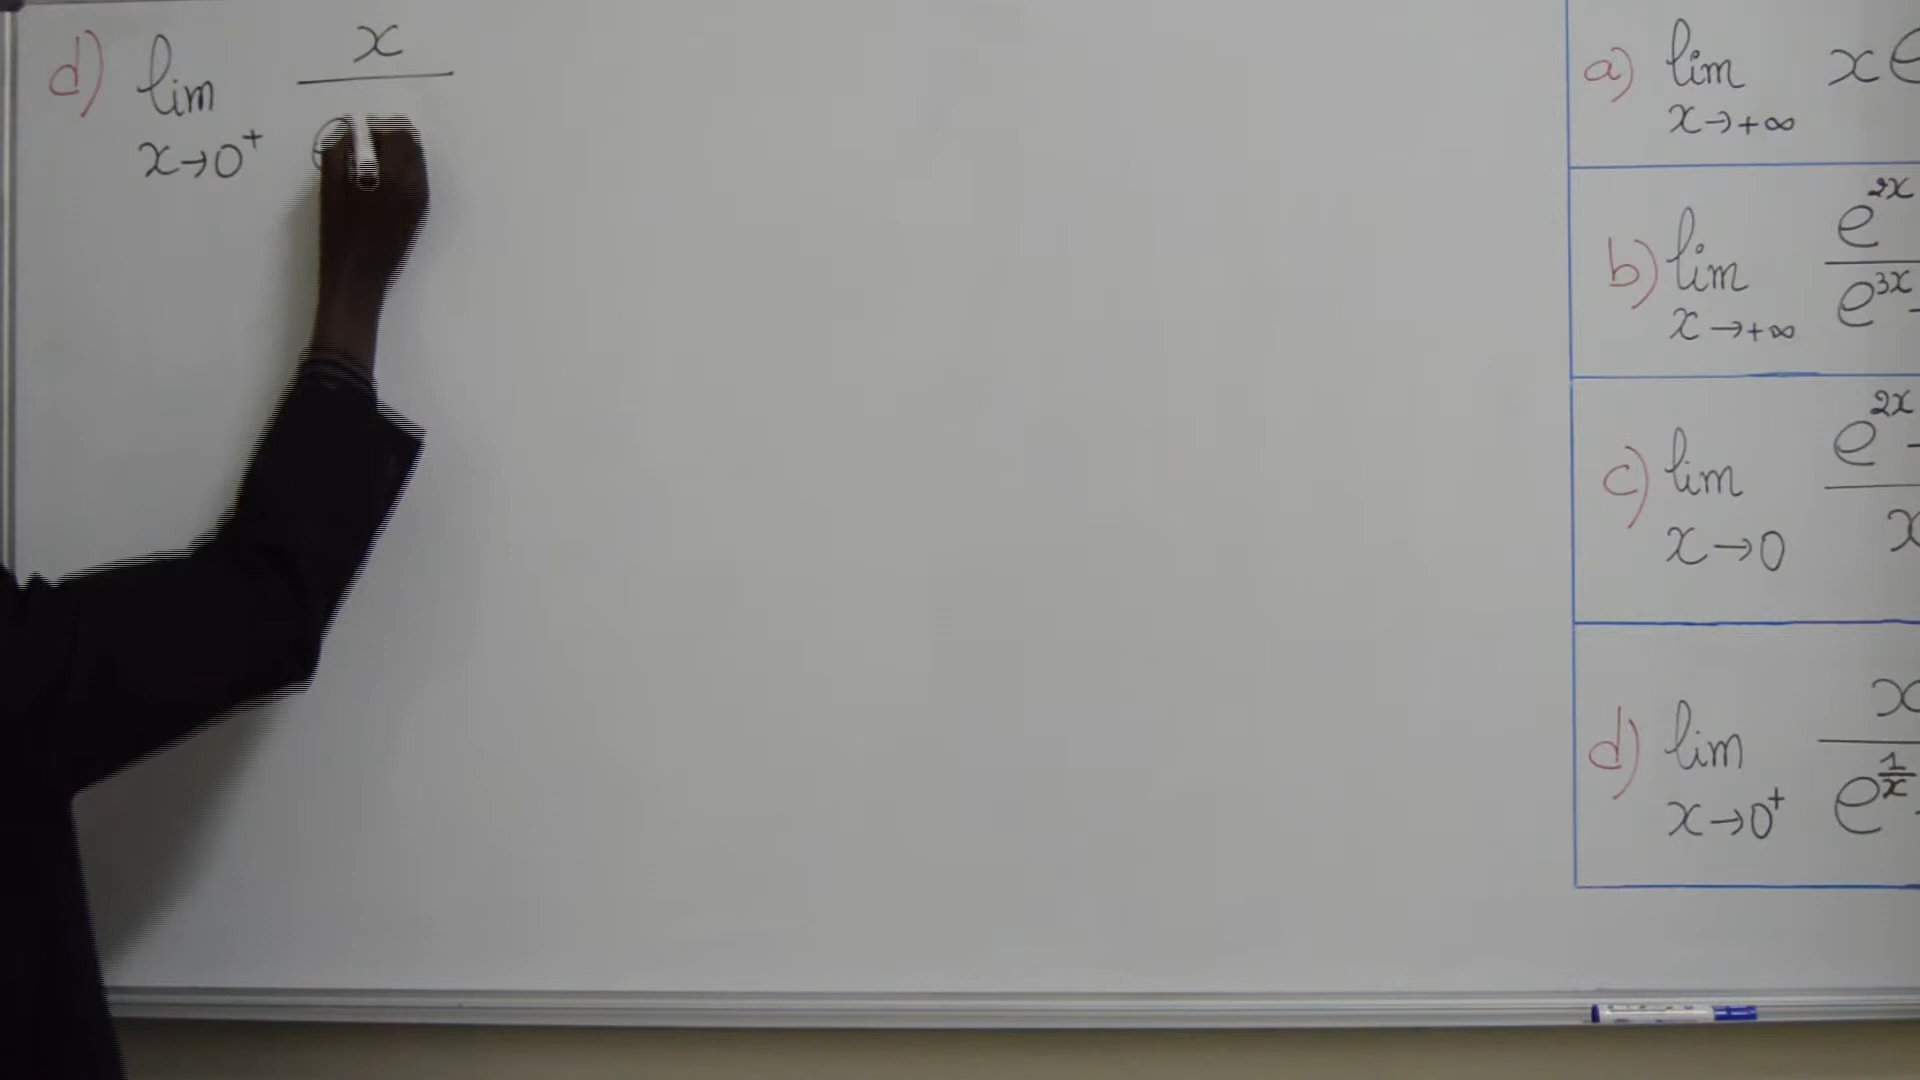 d) lim x
x→0⁺ e
a) lim x e
x→+∞
b) lim e^{2x}
x→+∞ e^{3x} -
c) lim e^{2x} -
x→0 x
d) lim x
x→0⁺ e^{1/x} -